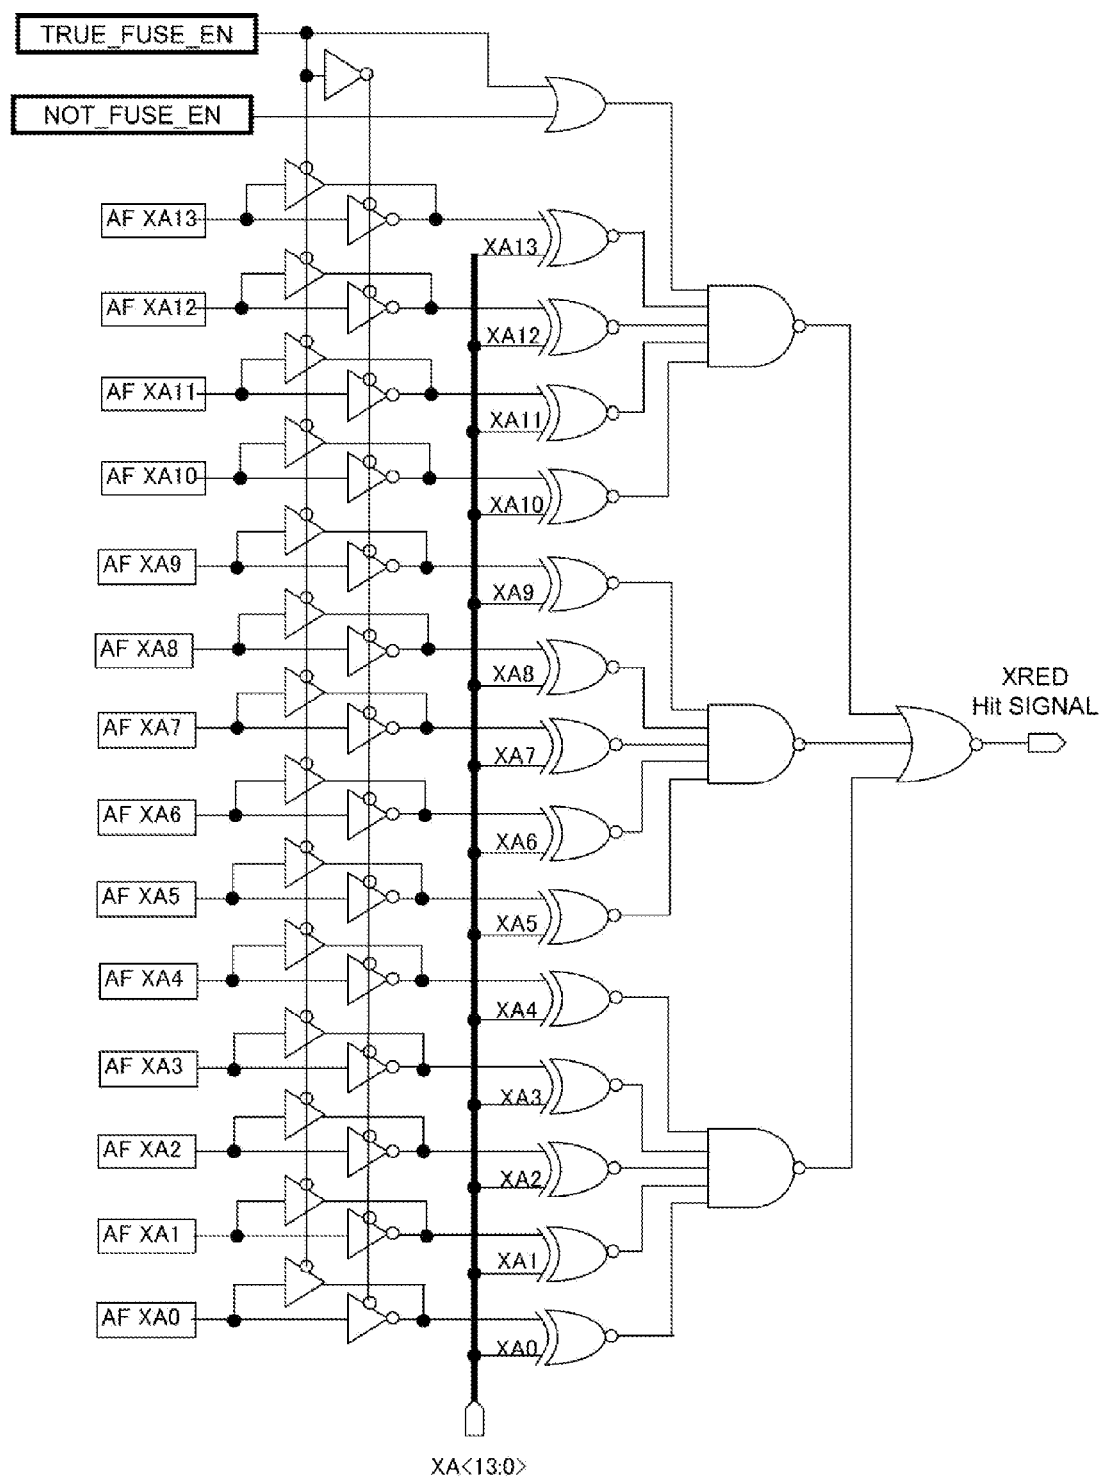 TRUE_FUSE_EN
NOT_FUSE_EN
AF XA13
XA13
AF XA12
XA12
AF XA11
XA11
AF XA10
XA10
AF XA9
XA9
AF XA8
XA8
XRED
Hit SIGNAL
AF XA7
XA7
AF XA6
XA6
AF XA5
XA5
AF XA4
XA4
AF XA3
XA3
AF XA2
XA2
AF XA1
XA1
AF XA0
XA0
XA<13:0>